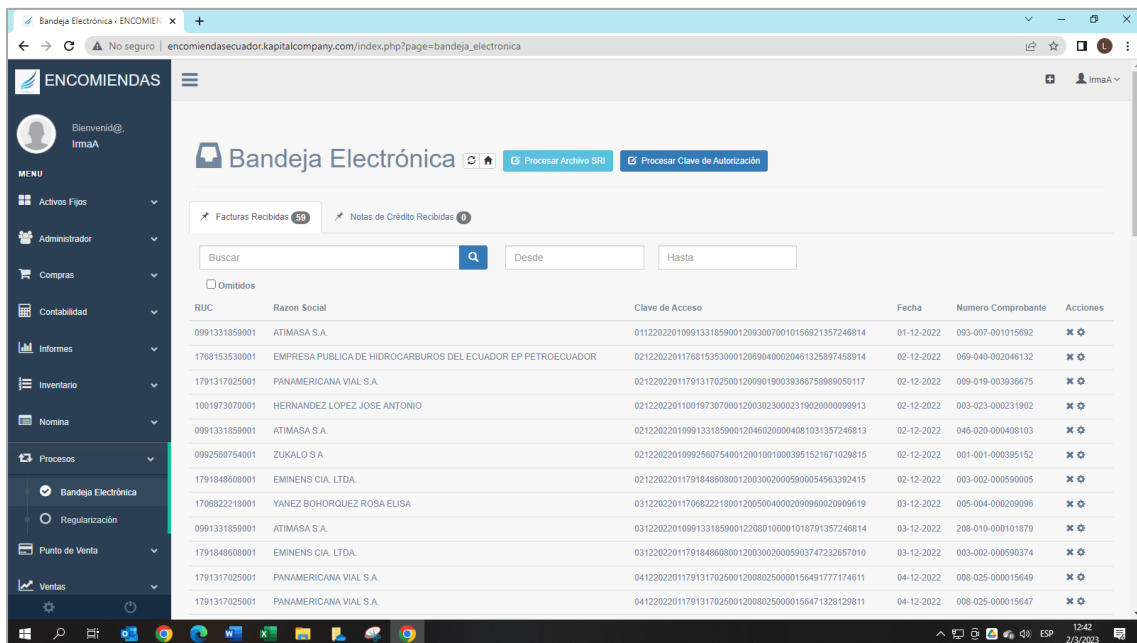 Bandeja Electrónica ‹ ENCOMIEN
No seguro | encomiendasecuador.kapitalcompany.com/index.php?page=bandeja_electronica
L
ENCOMIENDAS
IrmaA
Bienvenid@,
IrmaA
MENU
Activos Fijos
Administrador
Compras
Contabilidad
Informes
Inventario
Nomina
Procesos
Bandeja Electrónica
Regularización
Punto de Venta
Ventas
Bandeja Electrónica Procesar Archivo SRI Procesar Clave de Autorización
Facturas Recibidas 59 Notas de Crédito Recibidas 0
Buscar Desde Hasta
Omitidos
RUC Razon Social Clave de Acceso Fecha Numero Comprobante Acciones
0991331859001 ATIMASA S.A. 0112202201099133185900120930070010156921357246814 01-12-2022 093-007-001015692
1768153530001 EMPRESA PUBLICA DE HIDROCARBUROS DEL ECUADOR EP PETROECUADOR 0212202201176815353000120690400020461325897458914 02-12-2022 069-040-002046132
1791317025001 PANAMERICANA VIAL S.A. 0212202201179131702500120090190039366758989050117 02-12-2022 009-019-003936675
1001973070001 HERNANDEZ LOPEZ JOSE ANTONIO 0212202201100197307000120030230002319020000099913 02-12-2022 003-023-000231902
0991331859001 ATIMASA S.A. 0212202201099133185900120460200004081031357246813 02-12-2022 046-020-000408103
0992560754001 ZUKALO S A 0212202201099256075400120010010003951521671029815 02-12-2022 001-001-000395152
1791848608001 EMINENS CIA. LTDA. 0212202201179184860800120030020005900054563392415 02-12-2022 003-002-000590005
1706822218001 YANEZ BOHORQUEZ ROSA ELISA 0312202201170682221800120050040002090960020909619 03-12-2022 005-004-000209096
0991331859001 ATIMASA S.A. 0312202201099133185900122080100001018791357246814 03-12-2022 208-010-000101879
1791848608001 EMINENS CIA. LTDA. 0312202201179184860800120030020005903747232657010 03-12-2022 003-002-000590374
1791317025001 PANAMERICANA VIAL S.A. 0412202201179131702500120080250000156491777174611 04-12-2022 008-025-000015649
1791317025001 PANAMERICANA VIAL S.A. 0412202201179131702500120080250000156471328129811 04-12-2022 008-025-000015647
ESP
12:42
2/3/2023